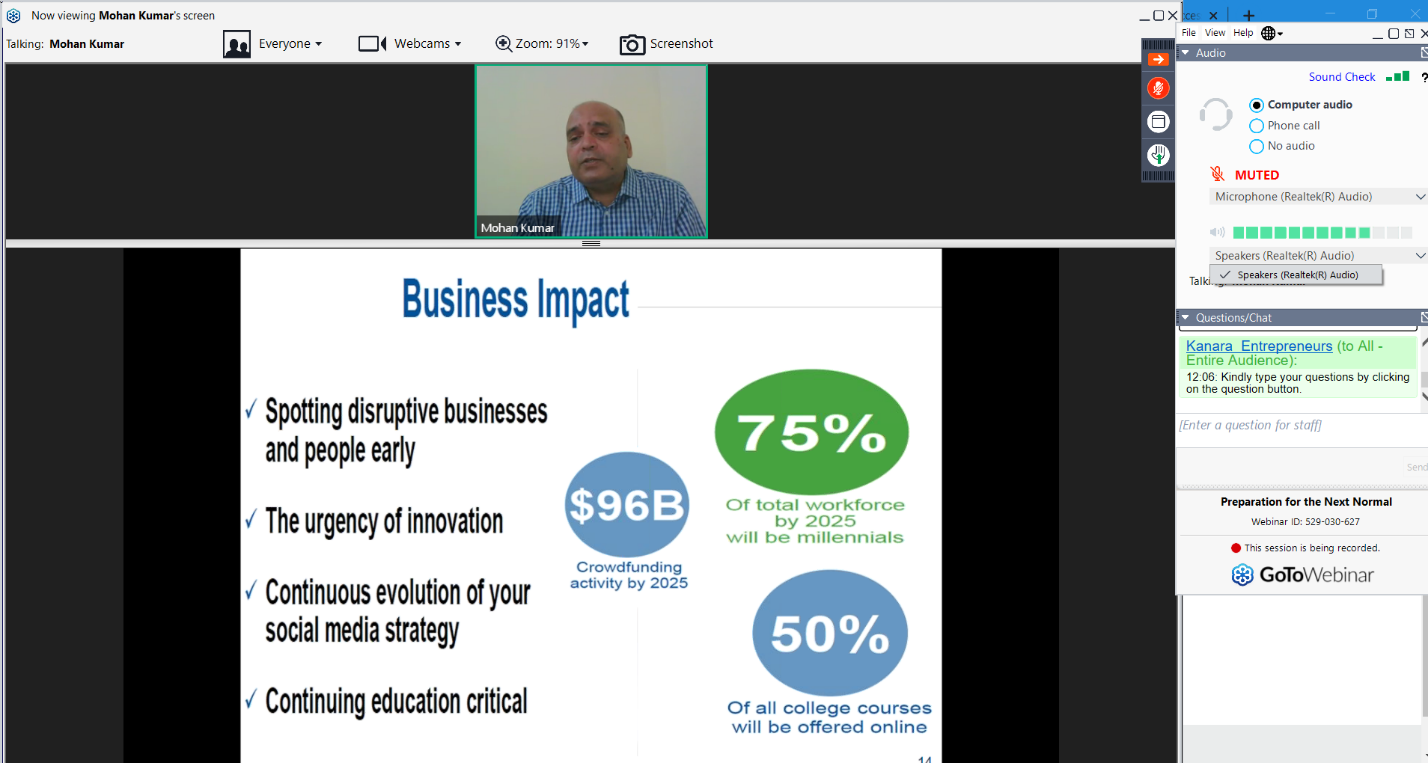 Now viewing Mohan Kumar's screen
Talking: Mohan Kumar
Everyone
Webcams
Zoom: 91%
Screenshot
Mohan Kumar
Business Impact
✓ Spotting disruptive businesses
and people early
✓ The urgency of innovation
✓ Continuous evolution of your
social media strategy
✓ Continuing education critical
$96B
Crowdfunding
activity by 2025
75%
Of total workforce
by 2025
will be millennials
50%
Of all college courses
will be offered online
14
File View Help
Audio
Sound Check
?
Computer audio
Phone call
No audio
MUTED
Microphone (Realtek(R) Audio)
Speakers (Realtek(R) Audio)
Speakers (Realtek(R) Audio)
Questions/Chat
Kanara Entrepreneurs (to All -
Entire Audience):
12:06: Kindly type your questions by clicking
on the question button.
[Enter a question for staff]
Send
Preparation for the Next Normal
Webinar ID: 529-030-627
This session is being recorded.
GoToWebinar